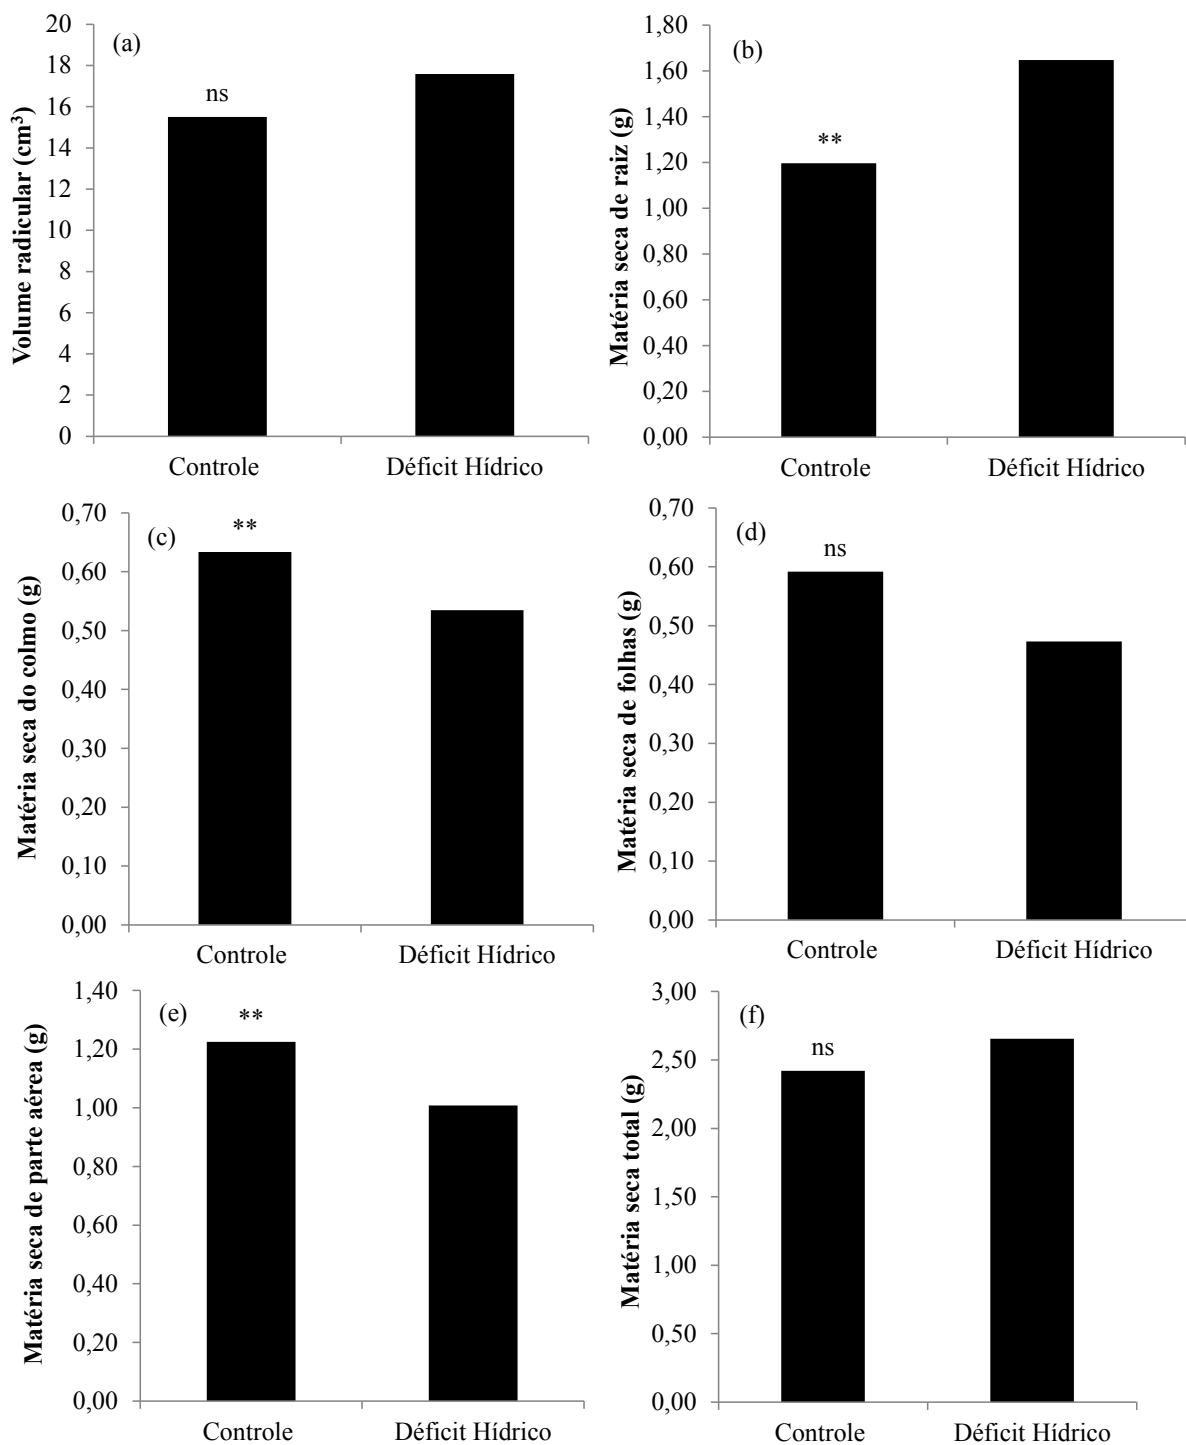 (a)
Volume radicular (cm³)
20
18
16
14
12
10
8
6
4
2
0
ns
Controle
Déficit Hídrico
(b)
Matéria seca de raiz (g)
1,80
1,60
1,40
1,20
1,00
0,80
0,60
0,40
0,20
0,00
**
Controle
Déficit Hídrico
(c)
Matéria seca do colmo (g)
0,70
0,60
0,50
0,40
0,30
0,20
0,10
0,00
**
Controle
Déficit Hídrico
(d)
Matéria seca de folhas (g)
0,70
0,60
0,50
0,40
0,30
0,20
0,10
0,00
ns
Controle
Déficit Hídrico
(e)
Matéria seca de parte aérea (g)
1,40
1,20
1,00
0,80
0,60
0,40
0,20
0,00
**
Controle
Déficit Hídrico
(f)
Matéria seca total (g)
3,00
2,50
2,00
1,50
1,00
0,50
0,00
ns
Controle
Déficit Hídrico